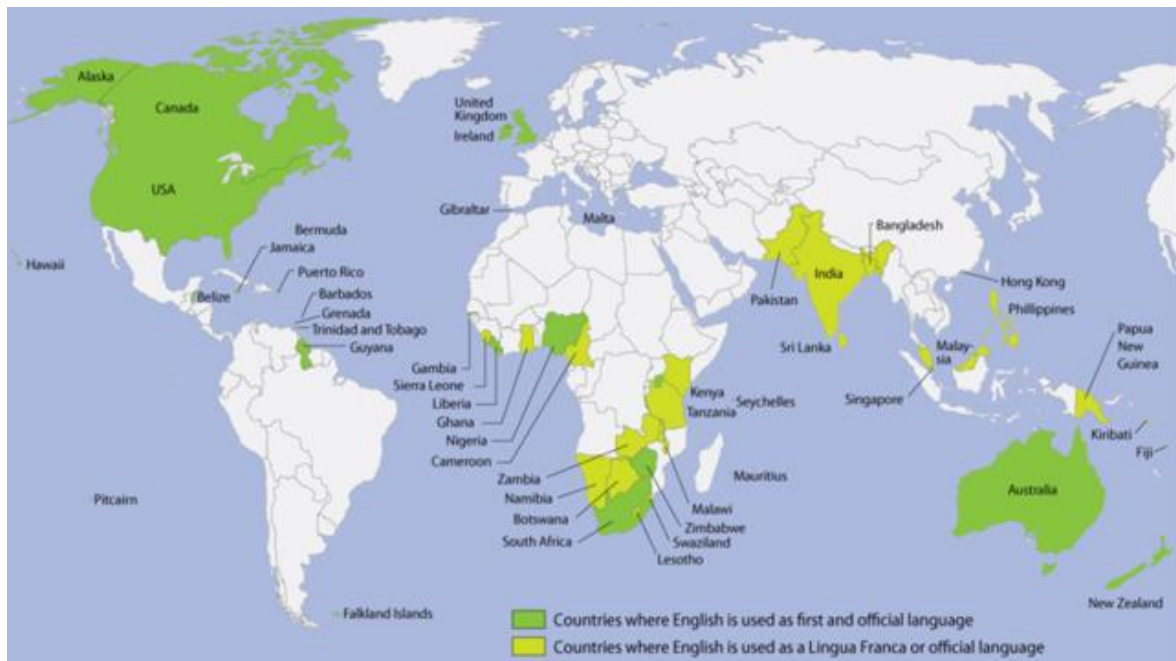 Alaska
Canada
USA
Hawaii
Bermuda
Jamaica
Puerto Rico
Belize
Barbados
Grenada
Trinidad and Tobago
Guyana
Pitcairn
Falkland Islands
United
Kingdom
Ireland
Gibraltar
Malta
Gambia
Sierra Leone
Liberia
Ghana
Nigeria
Cameroon
Zambia
Namibia
Botswana
South Africa
Kenya
Tanzania
Seychelles
Mauritius
Malawi
Zimbabwe
Swaziland
Lesotho
Pakistan
India
Bangladesh
Sri Lanka
Hong Kong
Phillippines
Malay-
sia
Singapore
Papua
New
Guinea
Kiribati
Fiji
Australia
New Zealand
Countries where English is used as first and official language
Countries where English is used as a Lingua Franca or official language